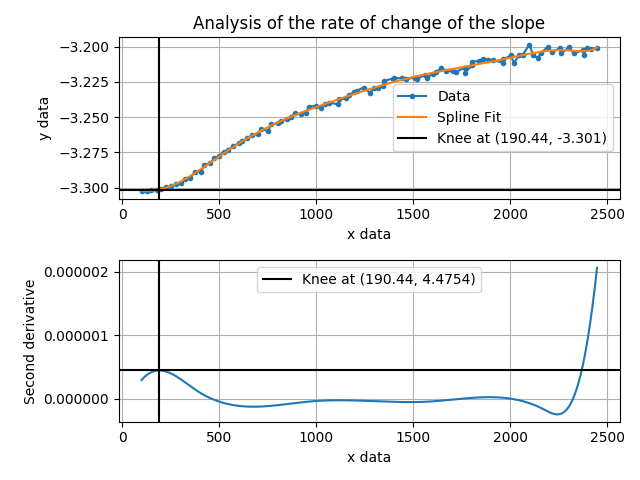 Analysis of the rate of change of the slope
−3.200
−3.225
−3.250
−3.275
−3.300
y data
Data
Spline Fit
Knee at (190.44, -3.301)
0
500
1000
1500
2000
2500
x data
0.000002
0.000001
0.000000
Second derivative
Knee at (190.44, 4.4754)
0
500
1000
1500
2000
2500
x data